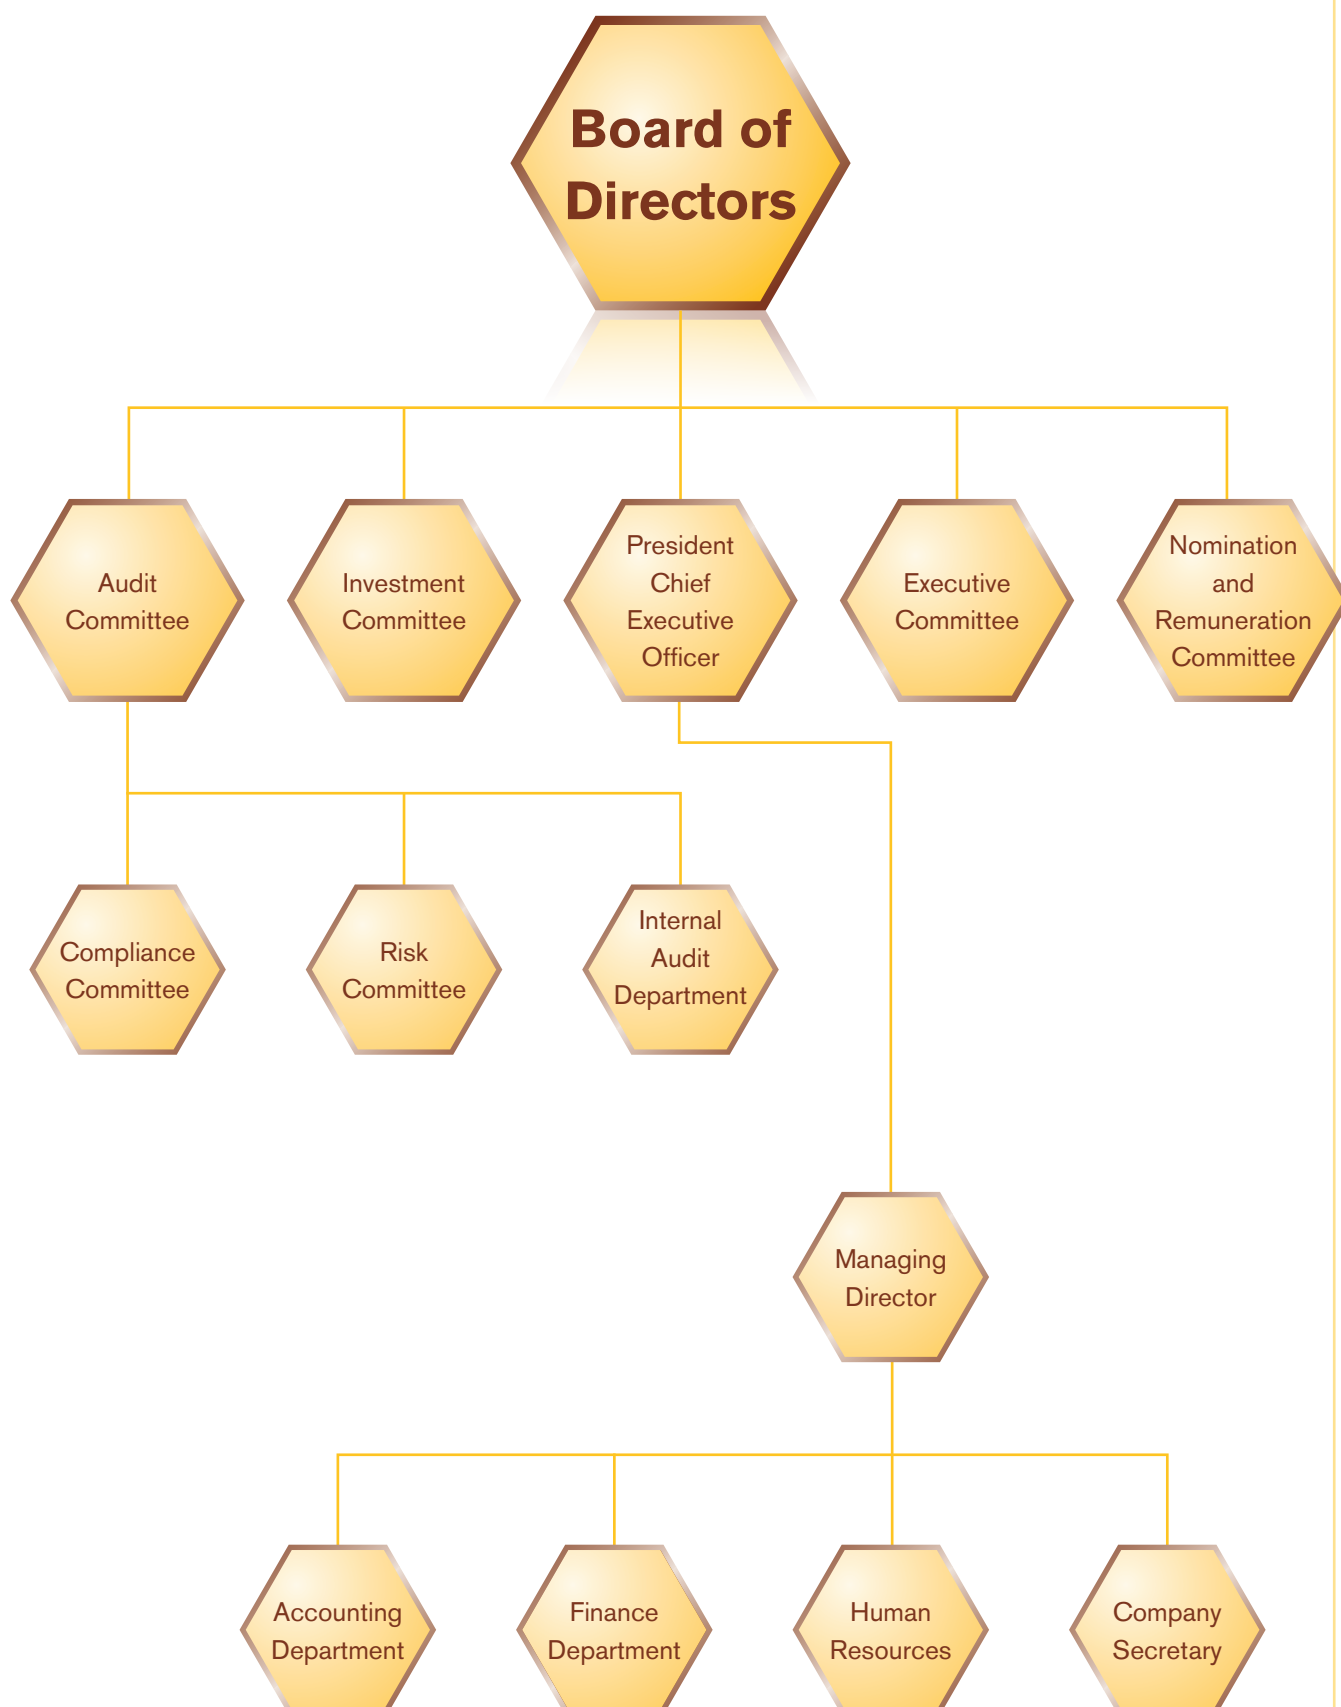 Board of
Directors
Audit
Committee
Investment
Committee
President
Chief
Executive
Officer
Executive
Committee
Nomination
and
Remuneration
Committee
Compliance
Committee
Risk
Committee
Internal
Audit
Department
Managing
Director
Accounting
Department
Finance
Department
Human
Resources
Company
Secretary